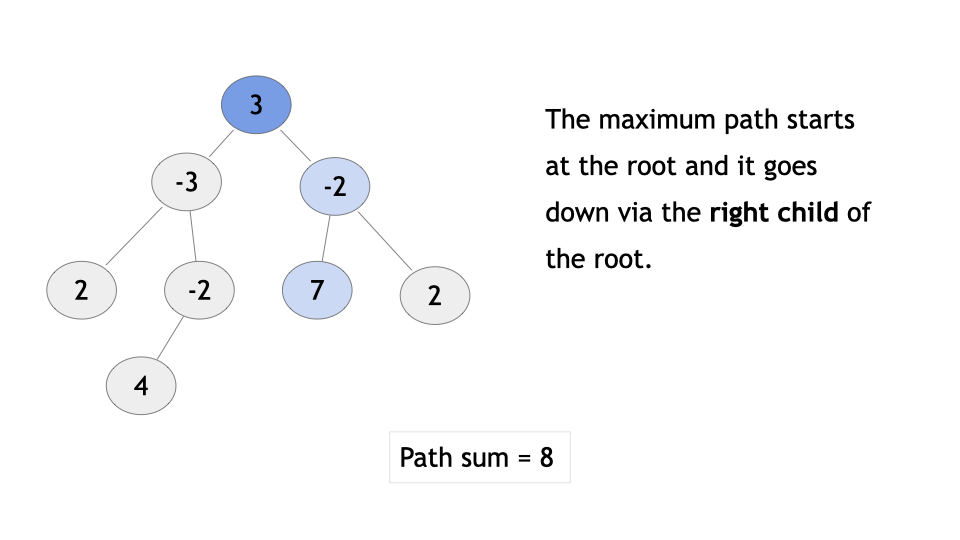 3
-3
-2
2
-2
7
2
4
The maximum path starts
at the root and it goes
down via the right child of
the root.
Path sum = 8